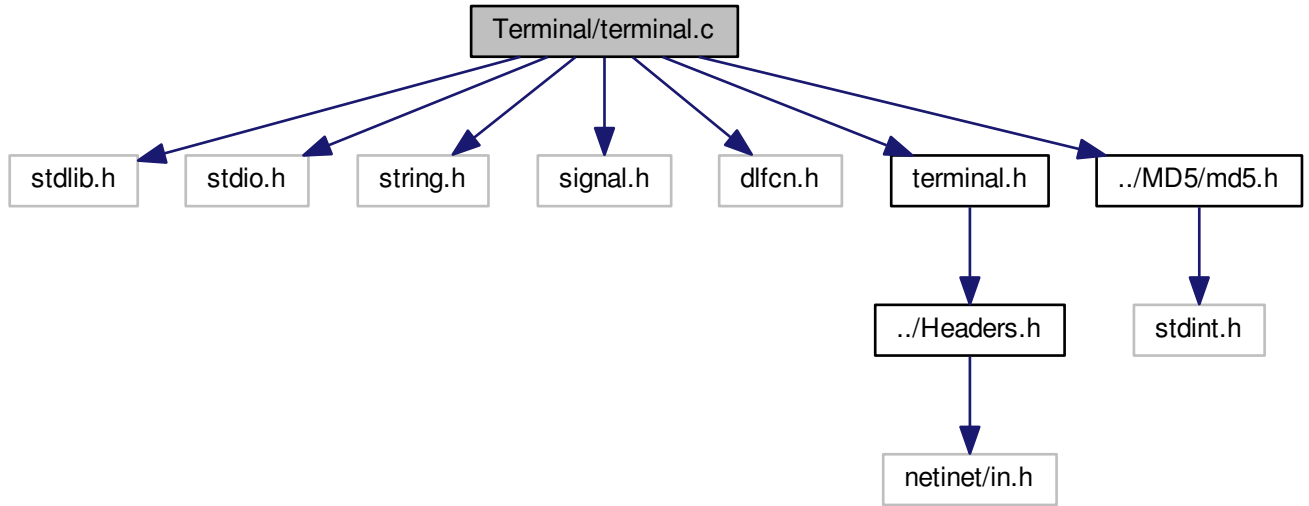 Terminal/terminal.c
stdlib.h
stdio.h
string.h
signal.h
dlfcn.h
terminal.h
../MD5/md5.h
../Headers.h
stdint.h
netinet/in.h